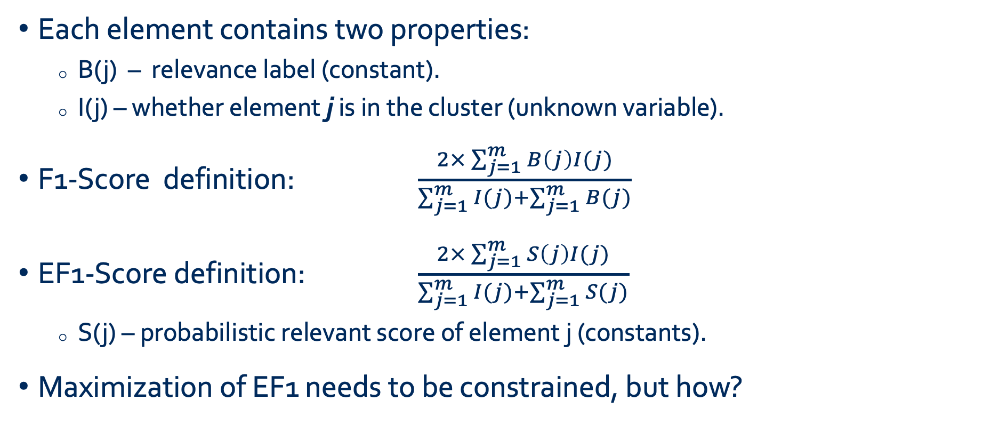 • Each element contains two properties:
○ B(j) – relevance label (constant).
○ I(j) – whether element j is in the cluster (unknown variable).
• F1-Score definition: \frac{2 \times \sum_{j=1}^{m} B(j)I(j)}{\sum_{j=1}^{m} I(j) + \sum_{j=1}^{m} B(j)}
• EF1-Score definition: \frac{2 \times \sum_{j=1}^{m} S(j)I(j)}{\sum_{j=1}^{m} I(j) + \sum_{j=1}^{m} S(j)}
○ S(j) – probabilistic relevant score of element j (constants).
• Maximization of EF1 needs to be constrained, but how?